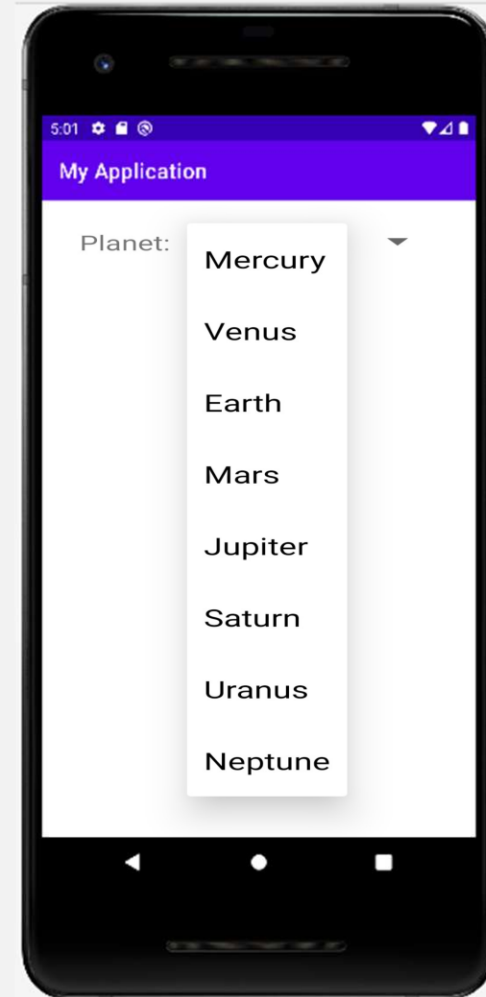 5:01
My Application
Planet:
Mercury
Venus
Earth
Mars
Jupiter
Saturn
Uranus
Neptune